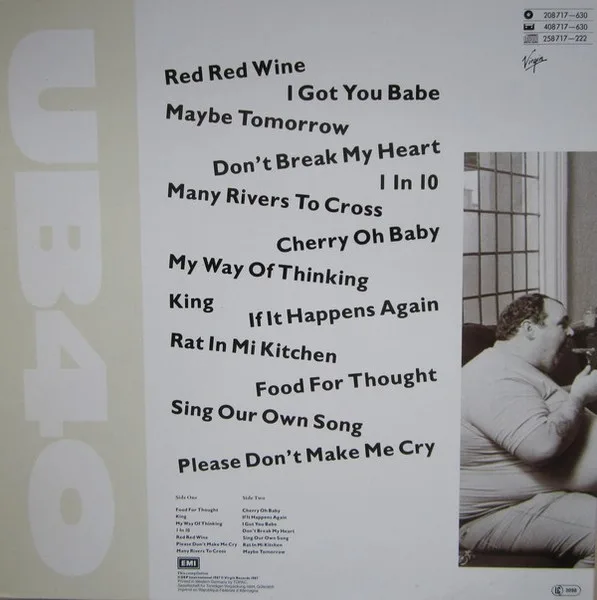 208717—630
408717—630
258717—222
Virgin
UB40
Red Red Wine
I Got You Babe
Maybe Tomorrow
Don't Break My Heart
1 In 10
Many Rivers To Cross
Cherry Oh Baby
My Way Of Thinking
King
If It Happens Again
Rat In Mi Kitchen
Food For Thought
Sing Our Own Song
Please Don't Make Me Cry
Side One
Food For Thought
King
My Way Of Thinking
1 In 10
Red Red Wine
Please Don't Make Me Cry
Many Rivers To Cross
Side Two
Cherry Oh Baby
If It Happens Again
I Got You Babe
Don't Break My Heart
Sing Our Own Song
Rat In Mi Kitchen
Maybe Tomorrow
EMI